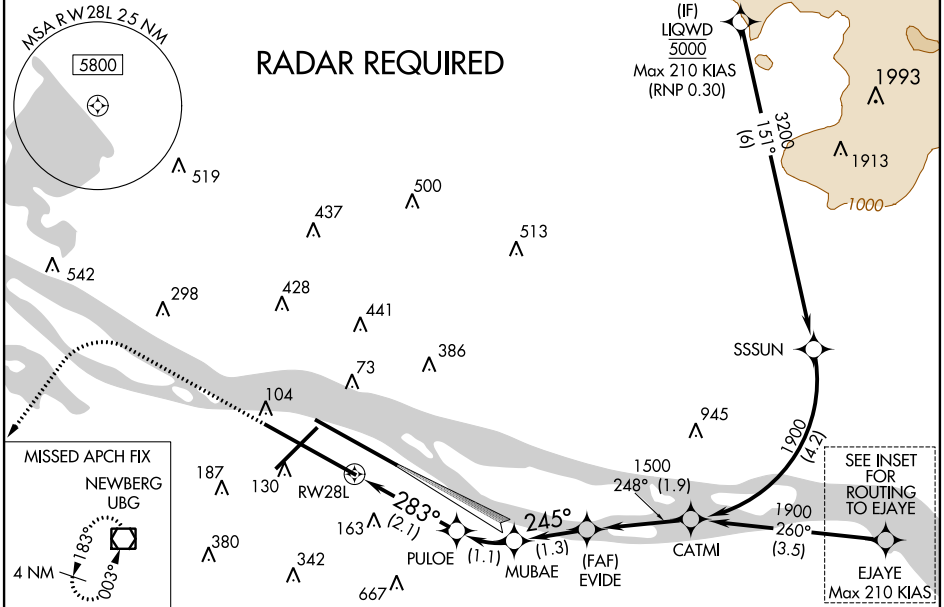 MSA RW28L 25 NM
5800
RADAR REQUIRED
(IF)
LIQWD
5000
Max 210 KIAS
(RNP 0.30)
3200
151°
(6)
1993
1913
1000
519
500
437
513
542
298
428
441
386
73
104
SSSUN
945
1900
(4.2)
MISSED APCH FIX
NEWBERG
UBG
183°
003°
4 NM
187
130
RW28L
163
380
342
667
283°
(2.1)
PULOE
(1.1)
MUBAE
245°
(1.3)
(FAF)
EVIDE
1500
248° (1.9)
CATMI
1900
260°
(3.5)
SEE INSET
FOR
ROUTING
TO EJAYE
EJAYE
Max 210 KIAS